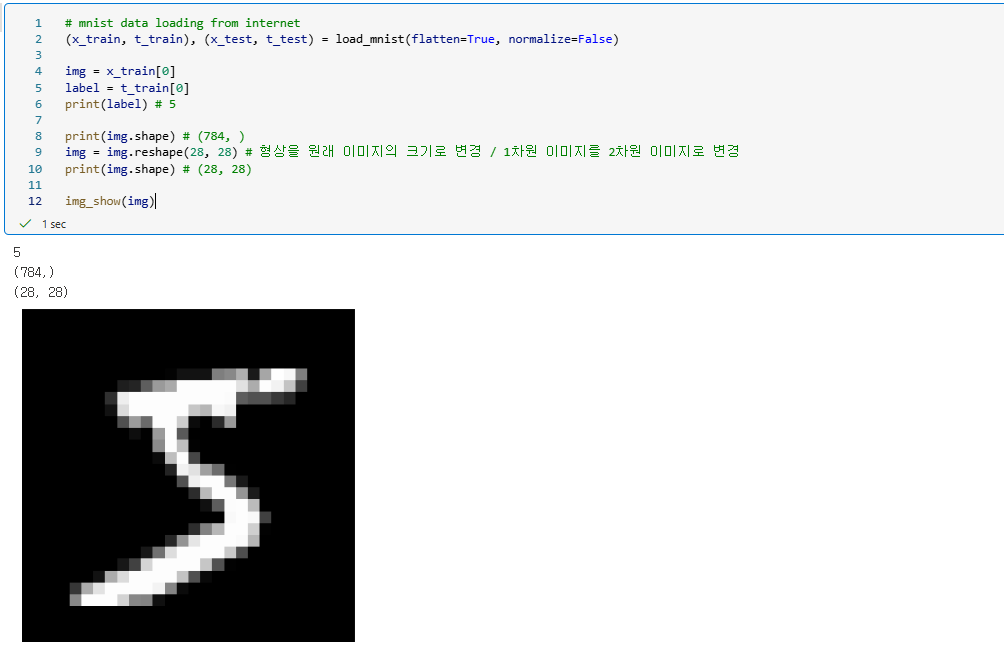 1 # mnist data loading from internet
2 (x_train, t_train), (x_test, t_test) = load_mnist(flatten=True, normalize=False)
3
4 img = x_train[0]
5 label = t_train[0]
6 print(label) # 5
7
8 print(img.shape) # (784, )
9 img = img.reshape(28, 28) # 형상을 원래 이미지의 크기로 변경 / 1차원 이미지를 2차원 이미지로 변경
10 print(img.shape) # (28, 28)
11
12 img_show(img)
1 sec
5
(784,)
(28, 28)
5